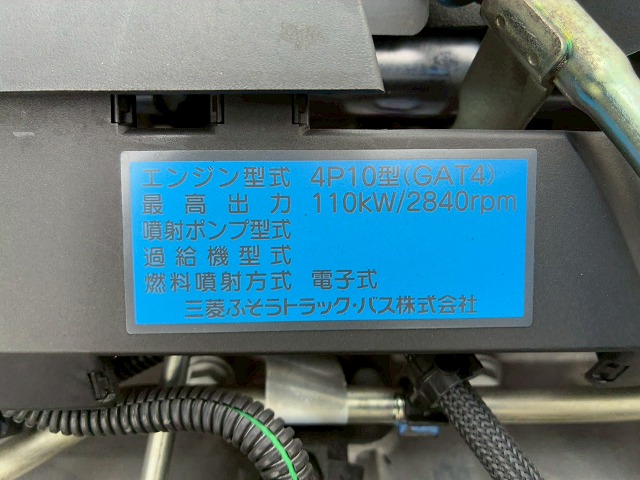 エンジン型式 4P10型(GAT4)
最高出力 110kW/2840rpm
噴射ポンプ型式
過給機型式
燃料噴射方式 電子式
三菱ふそうトラック・バス株式会社